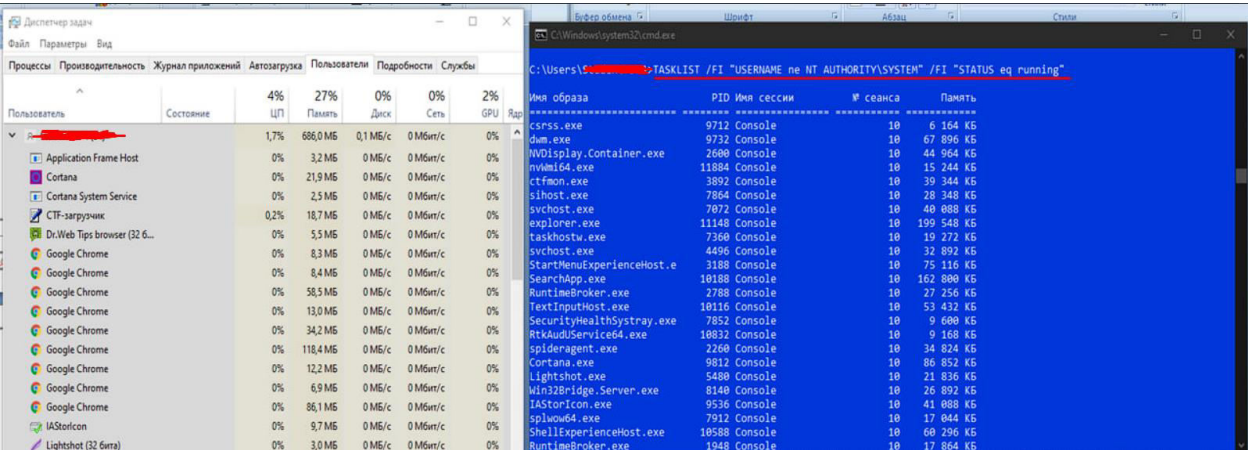 Буфер обмена
Шрифт
Абзац
Стили
Диспетчер задач
Файл Параметры Вид
Процессы Производительность Журнал приложений Автозагрузка Пользователи Подробности Службы
4% 27% 0% 0% 2%
Пользователь Состояние ЦП Память Диск Сеть GPU Ядр
1,7% 686,0 МБ 0,1 МБ/с 0 Мбит/с 0%
Application Frame Host 0% 3,2 МБ 0 МБ/с 0 Мбит/с 0%
Cortana 0% 21,9 МБ 0 МБ/с 0 Мбит/с 0%
Cortana System Service 0% 2,5 МБ 0 МБ/с 0 Мбит/с 0%
CTF-загрузчик 0,2% 18,7 МБ 0 МБ/с 0 Мбит/с 0%
Dr.Web Tips browser (32 б... 0% 5,5 МБ 0 МБ/с 0 Мбит/с 0%
Google Chrome 0% 8,3 МБ 0 МБ/с 0 Мбит/с 0%
Google Chrome 0% 8,4 МБ 0 МБ/с 0 Мбит/с 0%
Google Chrome 0% 58,5 МБ 0 МБ/с 0 Мбит/с 0%
Google Chrome 0% 13,0 МБ 0 МБ/с 0 Мбит/с 0%
Google Chrome 0% 34,2 МБ 0 МБ/с 0 Мбит/с 0%
Google Chrome 0% 118,4 МБ 0 МБ/с 0 Мбит/с 0%
Google Chrome 0% 12,2 МБ 0 МБ/с 0 Мбит/с 0%
Google Chrome 0% 6,9 МБ 0 МБ/с 0 Мбит/с 0%
Google Chrome 0% 86,1 МБ 0 МБ/с 0 Мбит/с 0%
IAStorIcon 0% 9,7 МБ 0 МБ/с 0 Мбит/с 0%
Lightshot (32 бита) 0% 3,0 МБ 0 МБ/с 0 Мбит/с 0%
C:\Windows\system32\cmd.exe
C:\Users\ >TASKLIST /FI "USERNAME ne NT AUTHORITY\SYSTEM" /FI "STATUS eq running"
Имя образа PID Имя сессии № сеанса Память
========================= ======== ================ =========== ============
csrss.exe 9712 Console 10 6 164 КБ
dwm.exe 9732 Console 10 67 896 КБ
NVDisplay.Container.exe 2600 Console 10 44 964 КБ
nvWmi64.exe 11884 Console 10 15 244 КБ
ctfmon.exe 3892 Console 10 39 344 КБ
sihost.exe 7864 Console 10 28 348 КБ
svchost.exe 7072 Console 10 40 088 КБ
explorer.exe 11148 Console 10 199 548 КБ
taskhostw.exe 7360 Console 10 19 272 КБ
svchost.exe 4496 Console 10 32 892 КБ
StartMenuExperienceHost.e 3188 Console 10 75 116 КБ
SearchApp.exe 10188 Console 10 162 800 КБ
RuntimeBroker.exe 2788 Console 10 27 256 КБ
TextInputHost.exe 10116 Console 10 53 432 КБ
SecurityHealthSystray.exe 7852 Console 10 9 600 КБ
RtkAudUService64.exe 10832 Console 10 9 168 КБ
spideragent.exe 2260 Console 10 34 824 КБ
Cortana.exe 9812 Console 10 86 852 КБ
Lightshot.exe 5480 Console 10 21 836 КБ
Win32Bridge.Server.exe 8140 Console 10 26 892 КБ
IAStorIcon.exe 9536 Console 10 41 088 КБ
splwow64.exe 7912 Console 10 17 044 КБ
ShellExperienceHost.exe 10588 Console 10 60 296 КБ
RuntimeBroker.exe 1948 Console 10 17 864 КБ